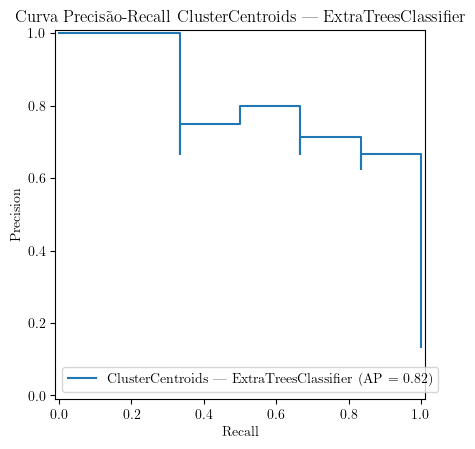 Curva Precisão-Recall ClusterCentroids — ExtraTreesClassifier
1.0
0.8
0.6
0.4
0.2
0.0
Precision
ClusterCentroids — ExtraTreesClassifier (AP = 0.82)
0.0 0.2 0.4 0.6 0.8 1.0
Recall